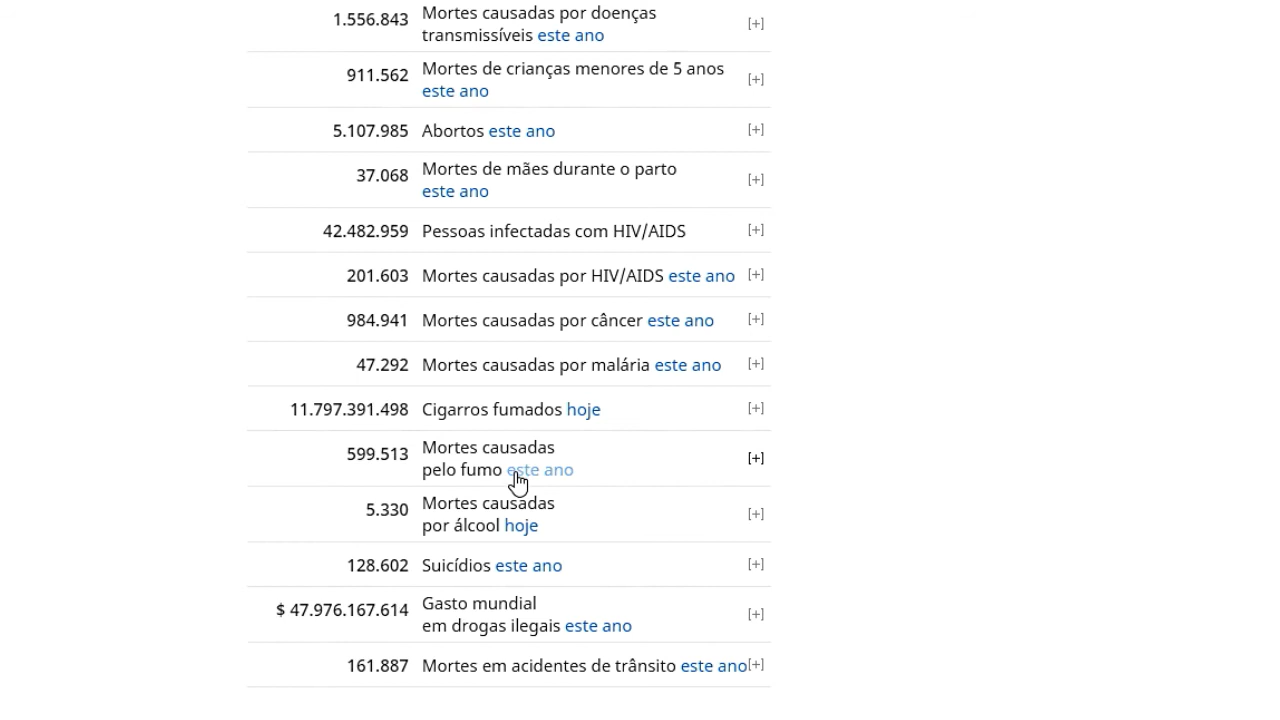 1.556.843 Mortes causadas por doenças [+]
transmissíveis este ano
911.562 Mortes de crianças menores de 5 anos [+]
este ano
5.107.985 Abortos este ano [+]
37.068 Mortes de mães durante o parto [+]
este ano
42.482.959 Pessoas infectadas com HIV/AIDS [+]
201.603 Mortes causadas por HIV/AIDS este ano [+]
984.941 Mortes causadas por câncer este ano [+]
47.292 Mortes causadas por malária este ano [+]
11.797.391.498 Cigarros fumados hoje [+]
599.513 Mortes causadas [+]
pelo fumo este ano
5.330 Mortes causadas [+]
por álcool hoje
128.602 Suicídios este ano [+]
$ 47.976.167.614 Gasto mundial [+]
em drogas ilegais este ano
161.887 Mortes em acidentes de trânsito este ano [+]